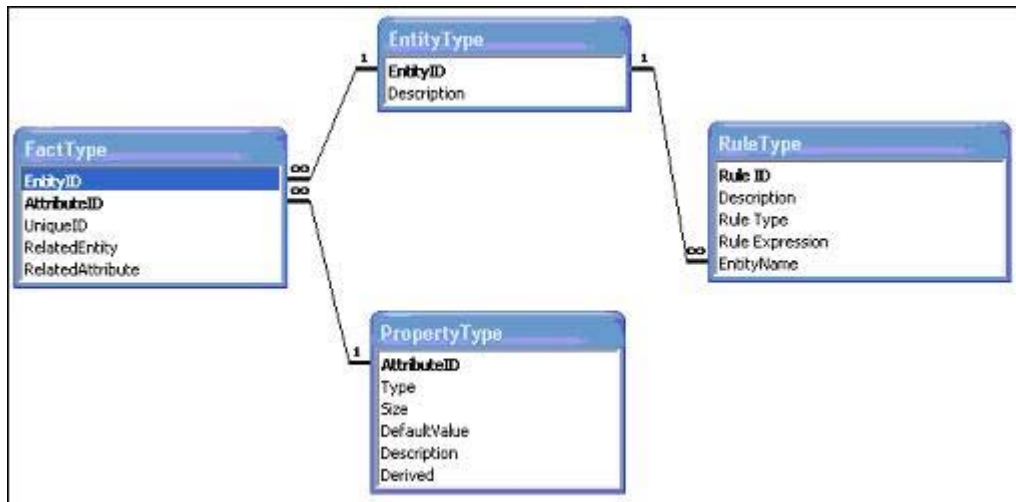 EntityType
EntityID
Description
1
1
FactType
EntityID
AttributeID
UniqueID
RelatedEntity
RelatedAttribute
∞
∞
RuleType
Rule ID
Description
Rule Type
Rule Expression
EntityName
∞
PropertyType
AttributeID
Type
Size
DefaultValue
Description
Derived
1